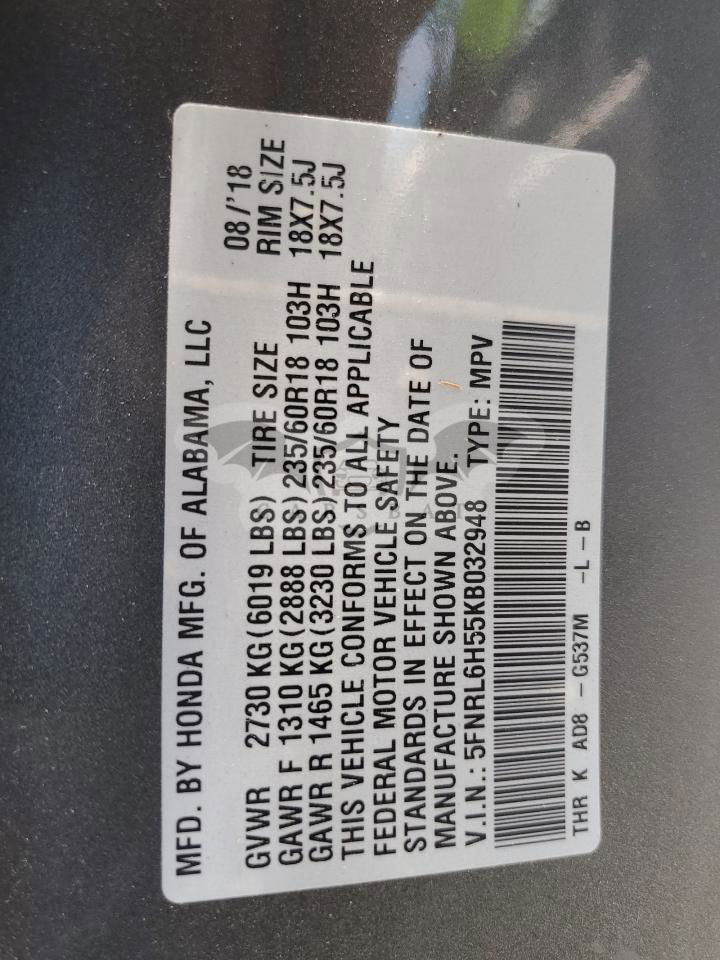 MFD. BY HONDA MFG. OF ALABAMA, LLC 08/'18
GVWR 2730 KG(6019 LBS) TIRE SIZE RIM SIZE
GAWR F 1310 KG(2888 LBS) 235/60R18 103H 18X7.5J
GAWR R 1465 KG(3230 LBS) 235/60R18 103H 18X7.5J
THIS VEHICLE CONFORMS TO ALL APPLICABLE
FEDERAL MOTOR VEHICLE SAFETY
STANDARDS IN EFFECT ON THE DATE OF
MANUFACTURE SHOWN ABOVE.
V.I.N.: 5FNRL6H55KB032948 TYPE: MPV
THR K AD8 - G537M - L - B